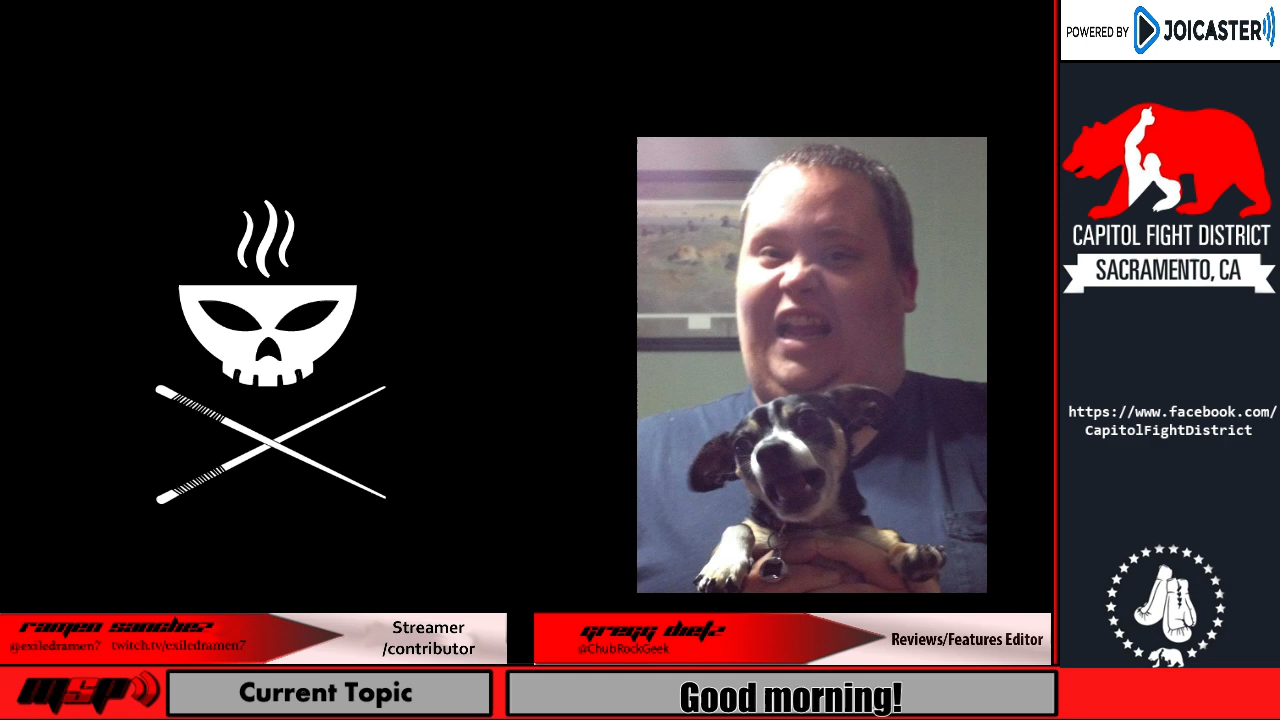 POWERED BY JOICASTER
CAPITOL FIGHT DISTRICT
SACRAMENTO, CA
https://www.facebook.com/
CapitolFightDistrict
RAMEN SANCHEZ
@exiledramen7 twitch.tv/exiledramen7
Streamer
/contributor
GREGG DIETZ
@ChubRockGeek
Reviews/Features Editor
MSP
Current Topic
Good morning!